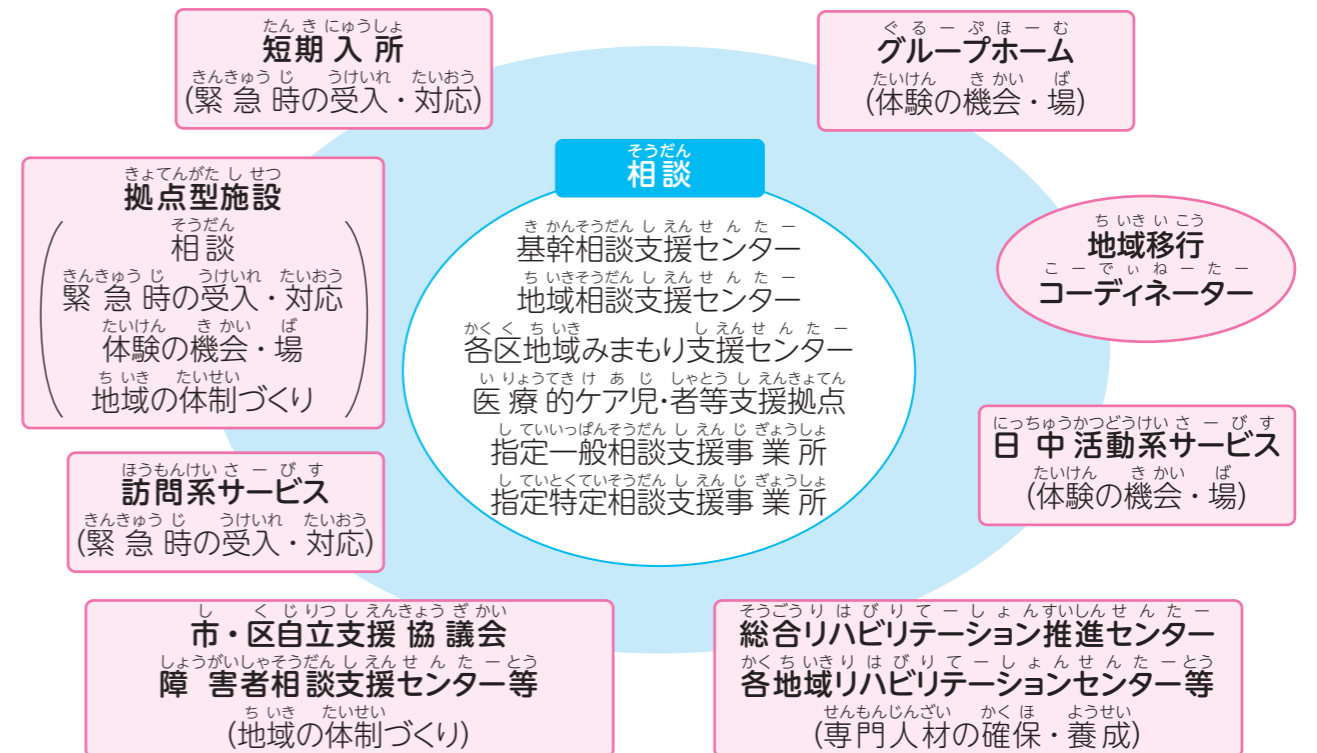 たんきにゅうしょ
短期入所
きんきゅうじ うけいれ たいおう
(緊急時の受入・対応)
ぐるーぷほーむ
グループホーム
たいけん きかい ば
(体験の機会・場)
そうだん
相談
きかんそうだんしえんせんたー
基幹相談支援センター
ちいきそうだんしえんせんたー
地域相談支援センター
かくくちいき しえんせんたー
各区地域みまもり支援センター
いりょうてきけあじ しゃとうしえんきょてん
医療的ケア児・者等支援拠点
していいっぱんそうだんしえんじぎょうしょ
指定一般相談支援事業所
していとくていそうだんしえんじぎょうしょ
指定特定相談支援事業所
きょてんがたしせつ
拠点型施設
そうだん
相談
きんきゅうじ うけいれ たいおう
緊急時の受入・対応
たいけん きかい ば
体験の機会・場
ちいき たいせい
地域の体制づくり
ちいきいこう
地域移行
こーでぃねーたー
コーディネーター
ほうもんけいさーびす
訪問系サービス
きんきゅうじ うけいれ たいおう
(緊急時の受入・対応)
にっちゅうかつどうけいさーびす
日中活動系サービス
たいけん きかい ば
(体験の機会・場)
し くじりつしえんきょうぎかい
市・区自立支援協議会
しょうがいしゃそうだんしえんせんたーとう
障害者相談支援センター等
ちいき たいせい
(地域の体制づくり)
そうごうりはびりてーしょんすいしんせんたー
総合リハビリテーション推進センター
かくちいきりはびりてーしょんせんたーとう
各地域リハビリテーションセンター等
せんもんじんざい かくほ ようせい
(専門人材の確保・養成)